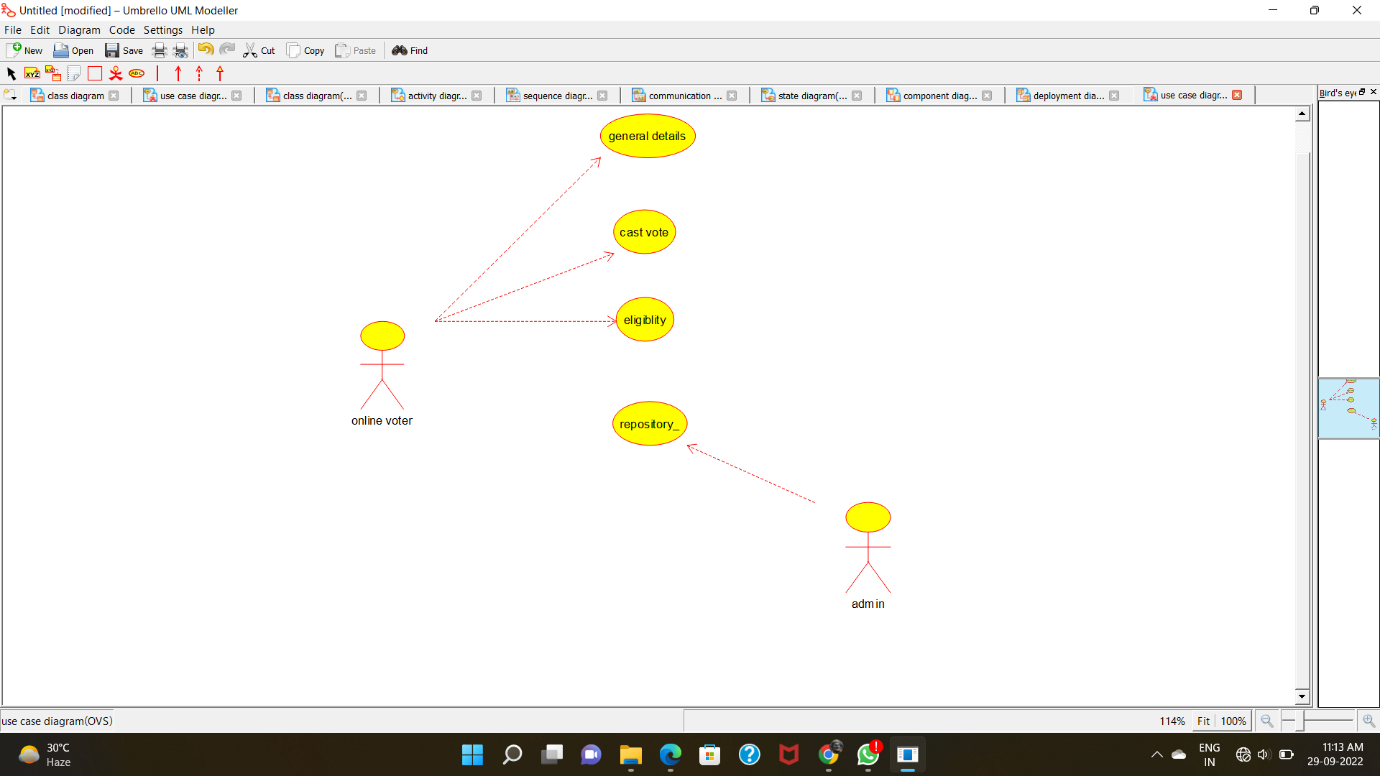 Untitled [modified] – Umbrello UML Modeller
File Edit Diagram Code Settings Help
New Open Save Cut Copy Paste Find
XYZ ABC
class diagram use case diagr... class diagram(... activity diagr... sequence diagr... communication ... state diagram(... component diag... deployment dia... use case diagr... Bird's eye
general details
cast vote
eligiblity
online voter
repository_
admin
use case diagram(OVS) 114% Fit 100%
30°C
Haze
ENG
IN
11:13 AM
29-09-2022